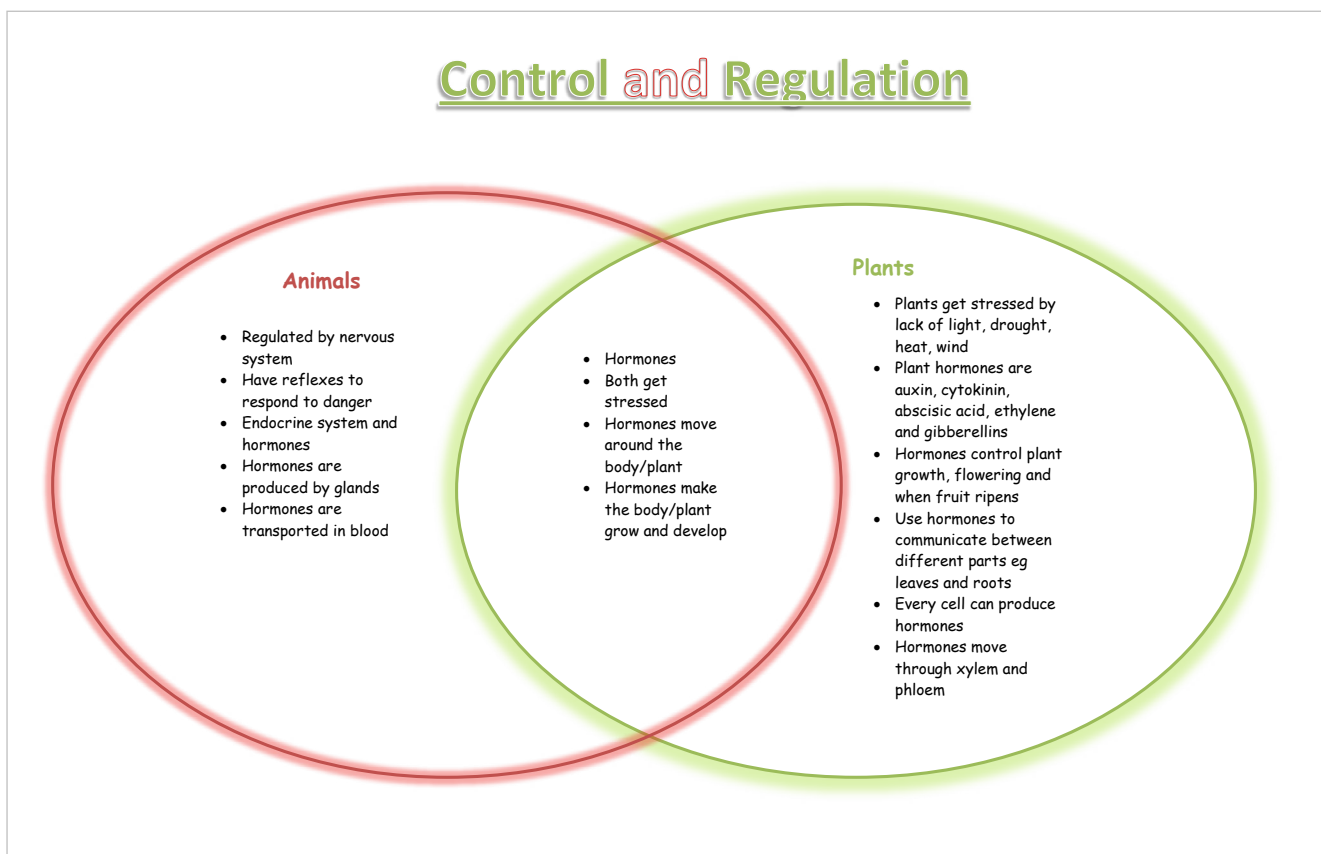 Control and Regulation
Animals
• Regulated by nervous
system
• Have reflexes to
respond to danger
• Endocrine system and
hormones
• Hormones are
produced by glands
• Hormones are
transported in blood
• Hormones
• Both get
stressed
• Hormones move
around the
body/plant
• Hormones make
the body/plant
grow and develop
Plants
• Plants get stressed by
lack of light, drought,
heat, wind
• Plant hormones are
auxin, cytokinin,
abscisic acid, ethylene
and gibberellins
• Hormones control plant
growth, flowering and
when fruit ripens
• Use hormones to
communicate between
different parts eg
leaves and roots
• Every cell can produce
hormones
• Hormones move
through xylem and
phloem